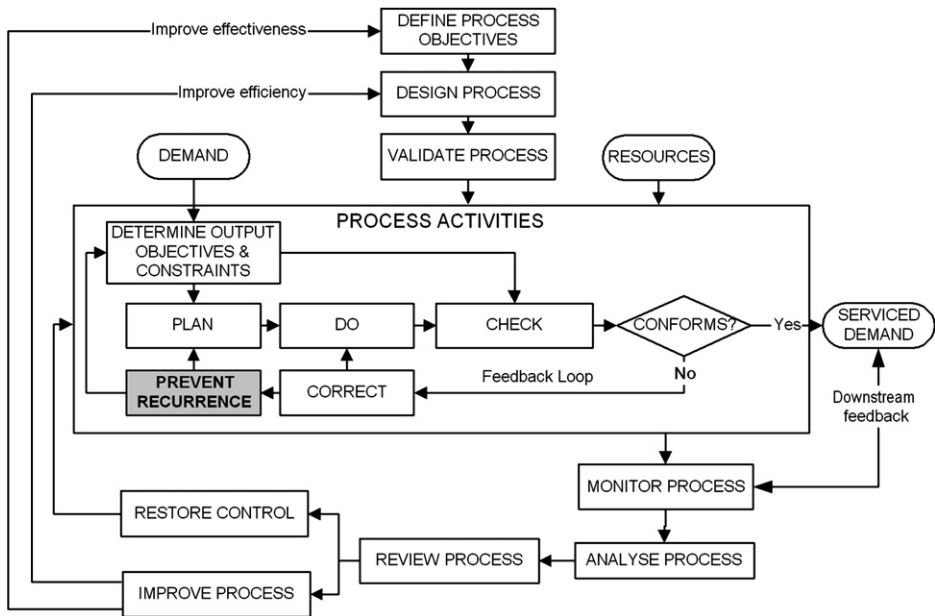 Improve effectiveness
DEFINE PROCESS
OBJECTIVES
Improve efficiency
DESIGN PROCESS
DEMAND
VALIDATE PROCESS
RESOURCES
PROCESS ACTIVITIES
DETERMINE OUTPUT
OBJECTIVES &
CONSTRAINTS
PLAN
DO
CHECK
CONFORMS?
Yes
SERVICED
DEMAND
PREVENT
RECURRENCE
CORRECT
Feedback Loop
No
Downstream
feedback
MONITOR PROCESS
RESTORE CONTROL
REVIEW PROCESS
ANALYSE PROCESS
IMPROVE PROCESS